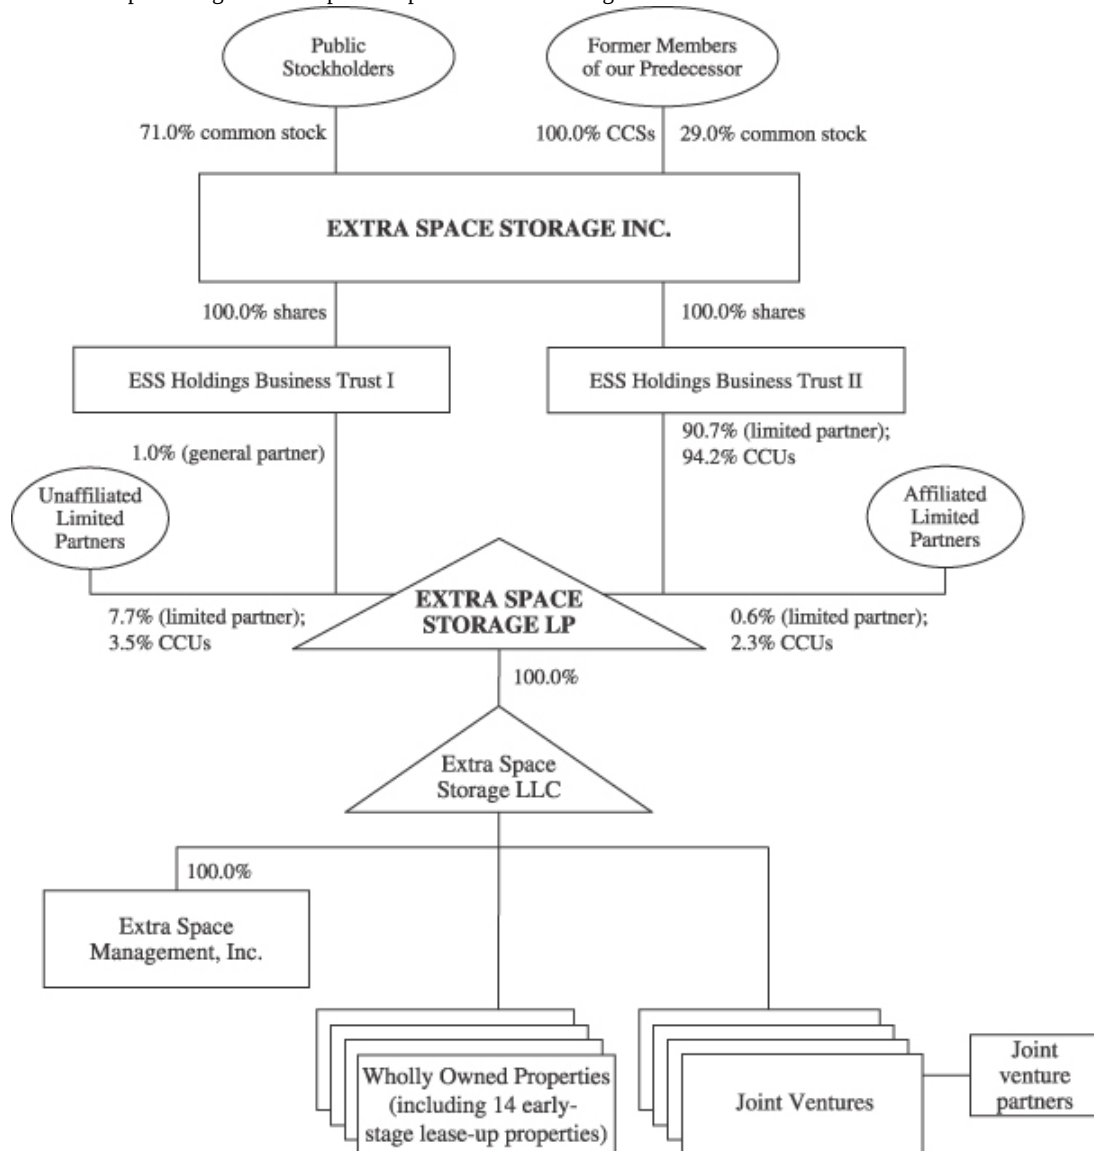 Public
Stockholders
Former Members
of our Predecessor
71.0% common stock
100.0% CCSs
29.0% common stock
EXTRA SPACE STORAGE INC.
100.0% shares
100.0% shares
ESS Holdings Business Trust I
ESS Holdings Business Trust II
1.0% (general partner)
90.7% (limited partner);
94.2% CCUs
Unaffiliated
Limited
Partners
Affiliated
Limited
Partners
EXTRA SPACE
STORAGE LP
7.7% (limited partner);
3.5% CCUs
0.6% (limited partner);
2.3% CCUs
100.0%
Extra Space
Storage LLC
100.0%
Extra Space
Management, Inc.
Wholly Owned Properties
(including 14 early-
stage lease-up properties)
Joint Ventures
Joint
venture
partners